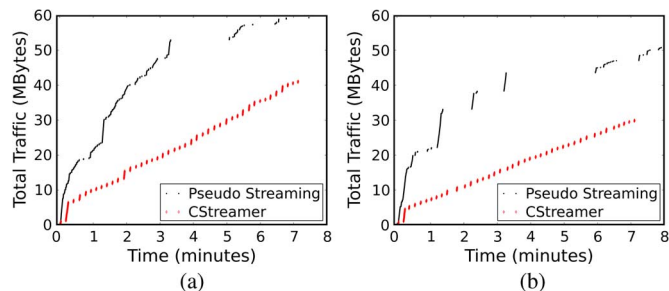 60
50
40
30
20
10
0
Total Traffic (MBytes)
0 1 2 3 4 5 6 7 8
Time (minutes)
Pseudo Streaming
CStreamer
(a)
60
50
40
30
20
10
0
Total Traffic (MBytes)
0 1 2 3 4 5 6 7 8
Time (minutes)
Pseudo Streaming
CStreamer
(b)